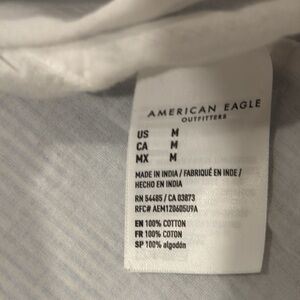 AMERICAN EAGLE
OUTFITTERS
US M
CA M
MX M
MADE IN INDIA / FABRIQUÉ EN INDE /
HECHO EN INDIA
RN 54485 / CA 03873
RFC# AEM120605U9A
EN 100% COTTON
FR 100% COTON
SP 100% algodón